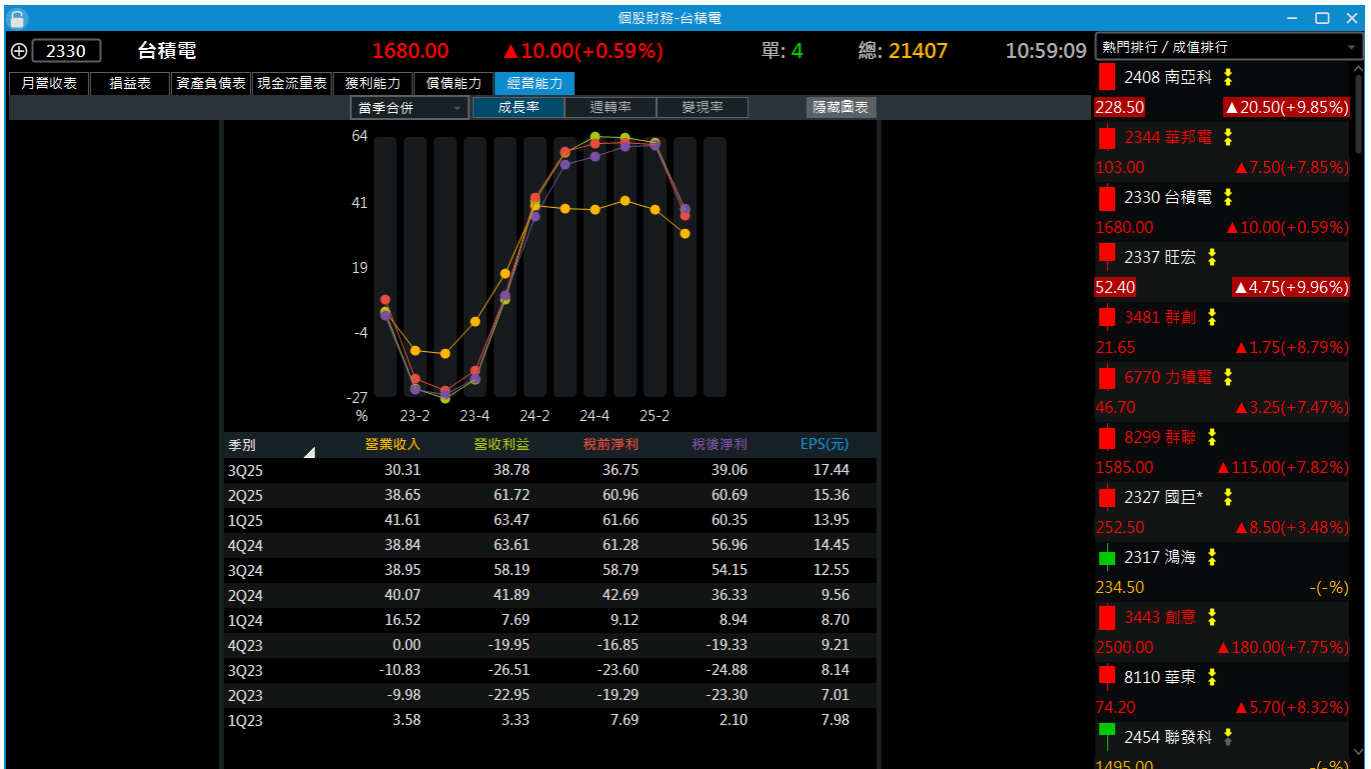 個股財務-台積電
2330 台積電 1680.00 ▲10.00(+0.59%) 單: 4 總: 21407 10:59:09
月營收表 損益表 資產負債表 現金流量表 獲利能力 償債能力 經營能力
當季合併 成長率 週轉率 變現率 隱藏圖表
64
41
19
-4
-27
% 23-2 23-4 24-2 24-4 25-2
季別 營業收入 營收利益 稅前淨利 稅後淨利 EPS(元)
3Q25 30.31 38.78 36.75 39.06 17.44
2Q25 38.65 61.72 60.96 60.69 15.36
1Q25 41.61 63.47 61.66 60.35 13.95
4Q24 38.84 63.61 61.28 56.96 14.45
3Q24 38.95 58.19 58.79 54.15 12.55
2Q24 40.07 41.89 42.69 36.33 9.56
1Q24 16.52 7.69 9.12 8.94 8.70
4Q23 0.00 -19.95 -16.85 -19.33 9.21
3Q23 -10.83 -26.51 -23.60 -24.88 8.14
2Q23 -9.98 -22.95 -19.29 -23.30 7.01
1Q23 3.58 3.33 7.69 2.10 7.98
熱門排行 / 成值排行
2408 南亞科
228.50 ▲20.50(+9.85%)
2344 華邦電
103.00 ▲7.50(+7.85%)
2330 台積電
1680.00 ▲10.00(+0.59%)
2337 旺宏
52.40 ▲4.75(+9.96%)
3481 群創
21.65 ▲1.75(+8.79%)
6770 力積電
46.70 ▲3.25(+7.47%)
8299 群聯
1585.00 ▲115.00(+7.82%)
2327 國巨*
252.50 ▲8.50(+3.48%)
2317 鴻海
234.50 -(-%)
3443 創意
2500.00 ▲180.00(+7.75%)
8110 華東
74.20 ▲5.70(+8.32%)
2454 聯發科
1495.00 -(-%)